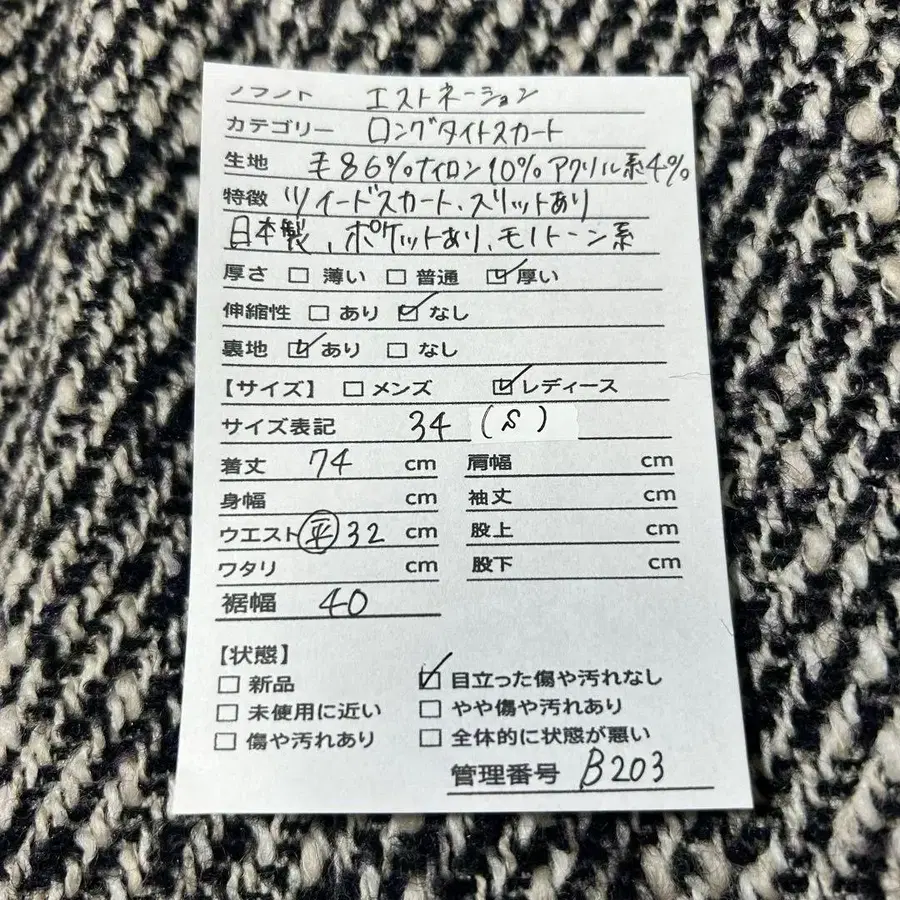 ブランド エストネーション
カテゴリー ロングタイトスカート
生地 毛86%ナイロン10%アクリル系4%
特徴 ツイードスカート、スリットあり
日本製、ポケットあり、モノトーン系
厚さ □ 薄い □ 普通 ☑ 厚い
伸縮性 □ あり ☑ なし
裏地 ☑ あり □ なし
【サイズ】 □ メンズ ☑ レディース
サイズ表記 34 (S)
着丈 74 cm 肩幅 cm
身幅 cm 袖丈 cm
ウエスト 平 32 cm 股上 cm
ワタリ cm 股下 cm
裾幅 40
【状態】
□ 新品 ☑ 目立った傷や汚れなし
□ 未使用に近い □ やや傷や汚れあり
□ 傷や汚れあり □ 全体的に状態が悪い
管理番号 B203